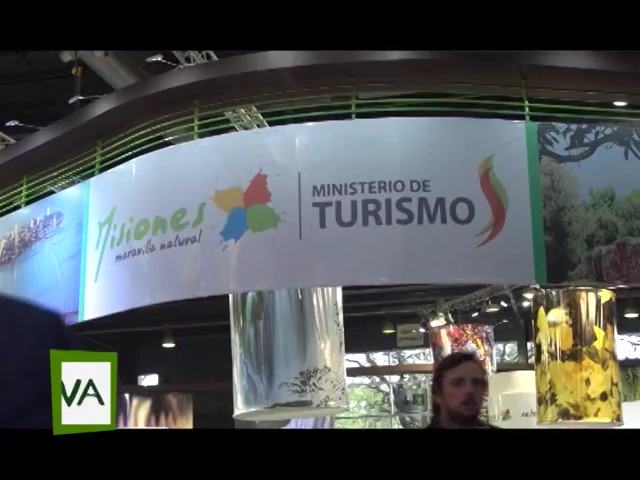 Misiones
maravilla natural
MINISTERIO DE
TURISMO
VA